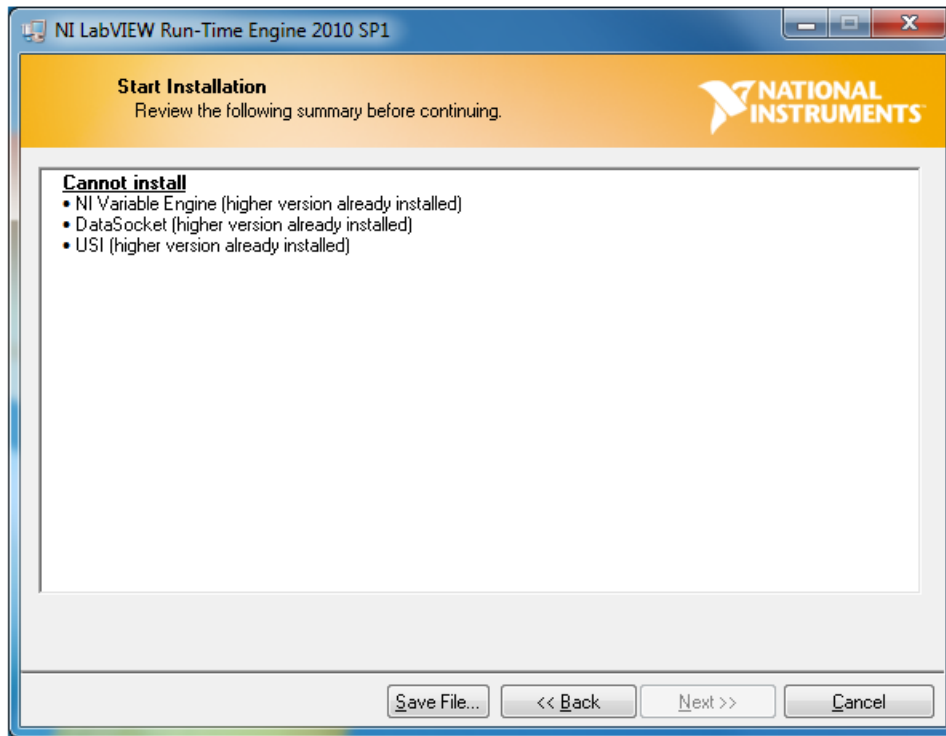 NI LabVIEW Run-Time Engine 2010 SP1
Start Installation
Review the following summary before continuing.
NATIONAL
INSTRUMENTS
Cannot install
• NI Variable Engine (higher version already installed)
• DataSocket (higher version already installed)
• USI (higher version already installed)
Save File... << Back Next >> Cancel